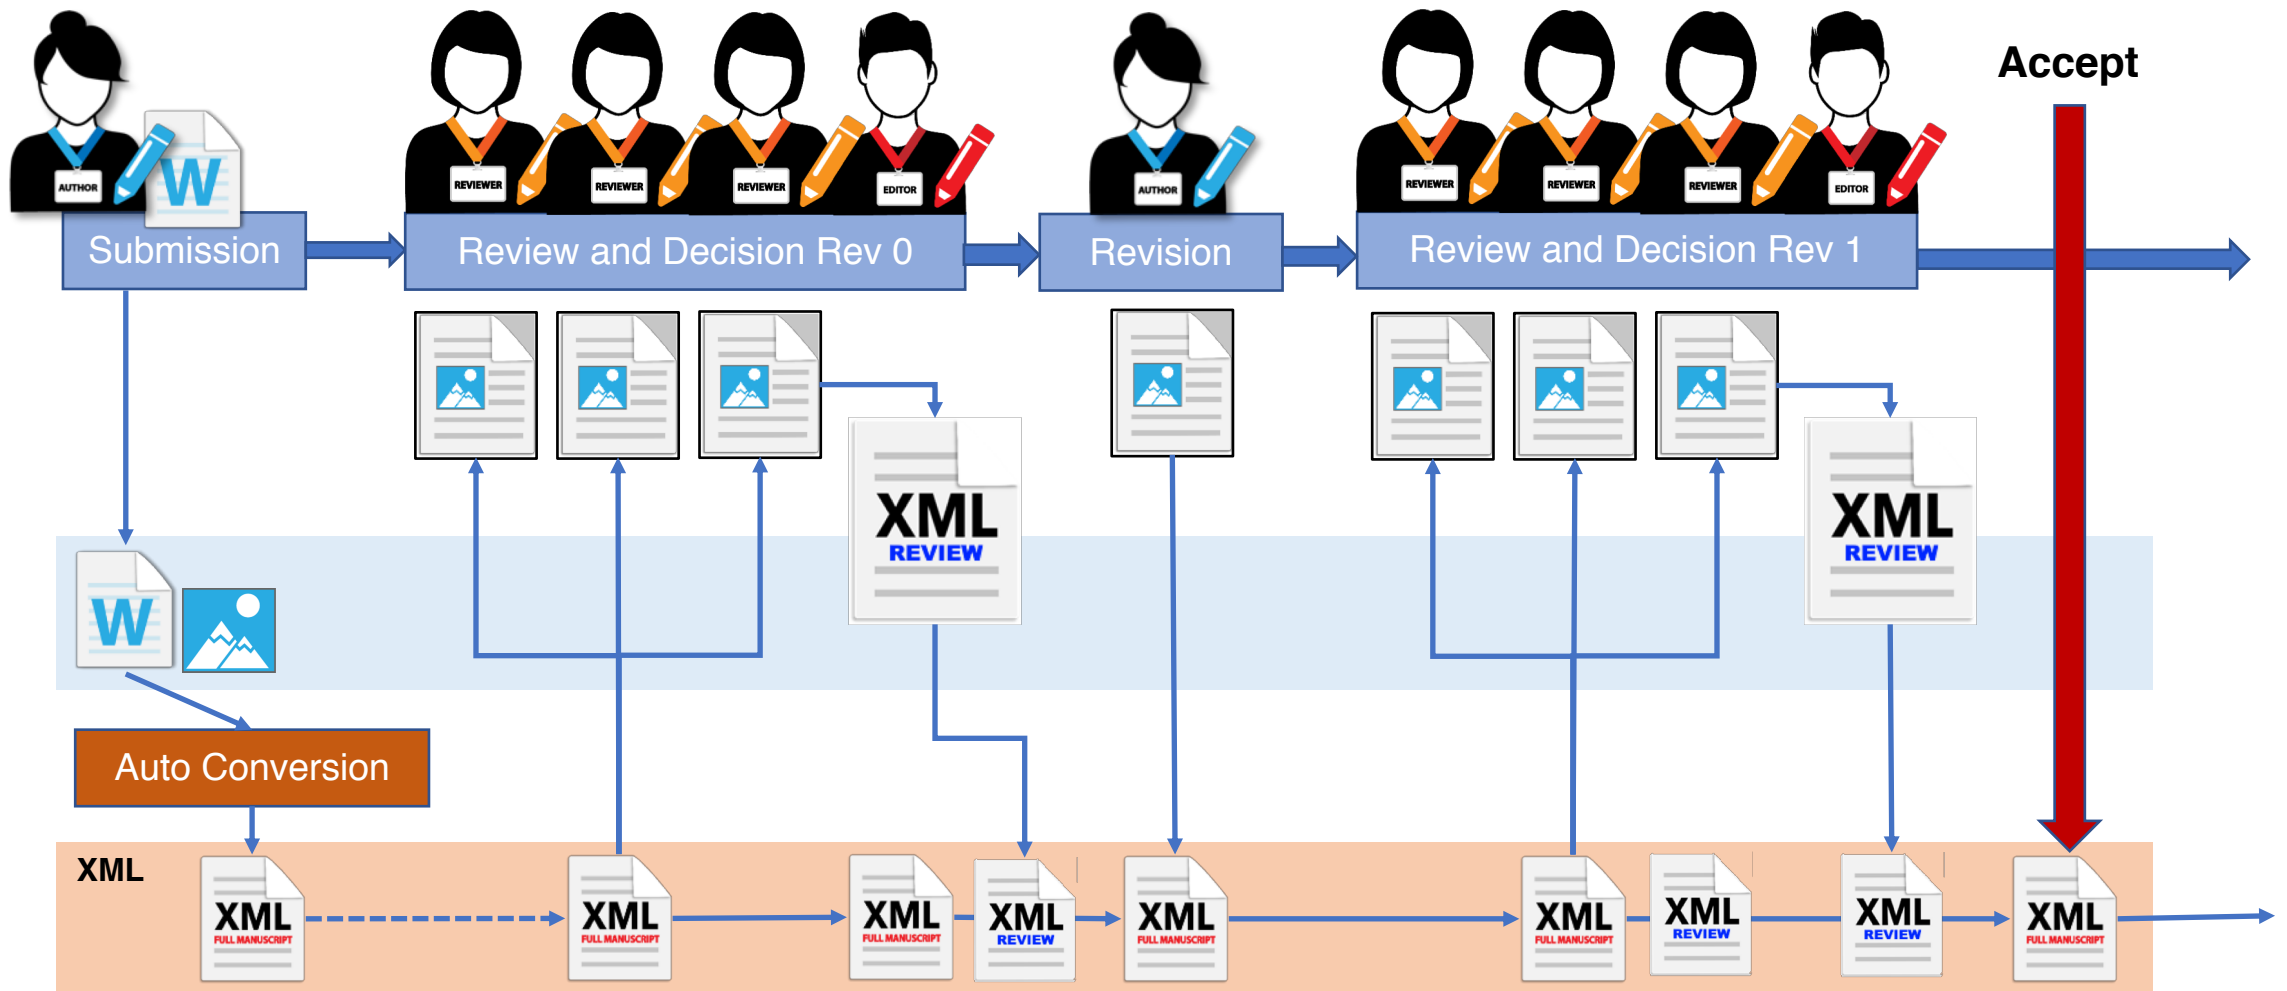 Accept
AUTHOR
W
REVIEWER
REVIEWER
REVIEWER
EDITOR
AUTHOR
REVIEWER
REVIEWER
REVIEWER
EDITOR
Submission
Review and Decision Rev 0
Revision
Review and Decision Rev 1
XML
REVIEW
XML
REVIEW
W
Auto Conversion
XML
XML
FULL MANUSCRIPT
XML
FULL MANUSCRIPT
XML
FULL MANUSCRIPT
XML
REVIEW
XML
FULL MANUSCRIPT
XML
FULL MANUSCRIPT
XML
REVIEW
XML
REVIEW
XML
FULL MANUSCRIPT